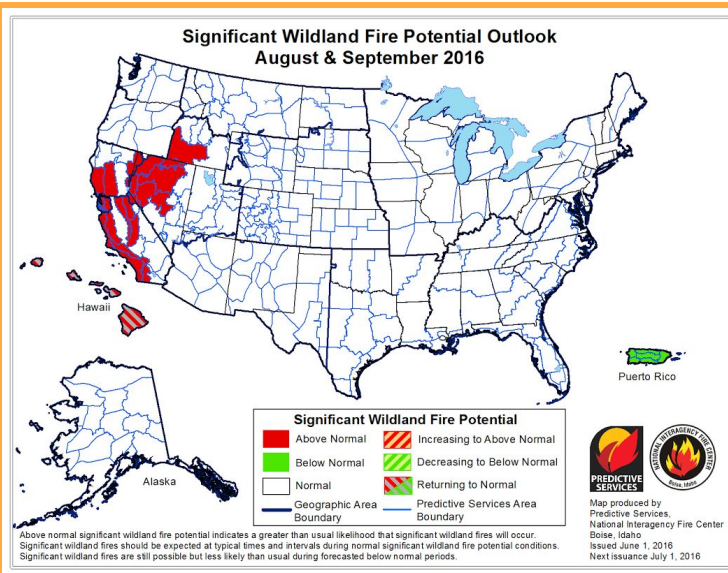 Significant Wildland Fire Potential Outlook
August & September 2016
Hawaii
Puerto Rico
Alaska
Significant Wildland Fire Potential
Above Normal
Increasing to Above Normal
Below Normal
Decreasing to Below Normal
Normal
Returning to Normal
Geographic Area
Boundary
Predictive Services Area
Boundary
PREDICTIVE
SERVICES
NATIONAL INTERAGENCY FIRE CENTER
Boise, Idaho
Map produced by
Predictive Services,
National Interagency Fire Center
Boise, Idaho
Issued June 1, 2016
Next issuance July 1, 2016
Above normal significant wildland fire potential indicates a greater than usual likelihood that significant wildland fires will occur.
Significant wildland fires should be expected at typical times and intervals during normal significant wildland fire potential conditions.
Significant wildland fires are still possible but less likely than usual during forecasted below normal periods.